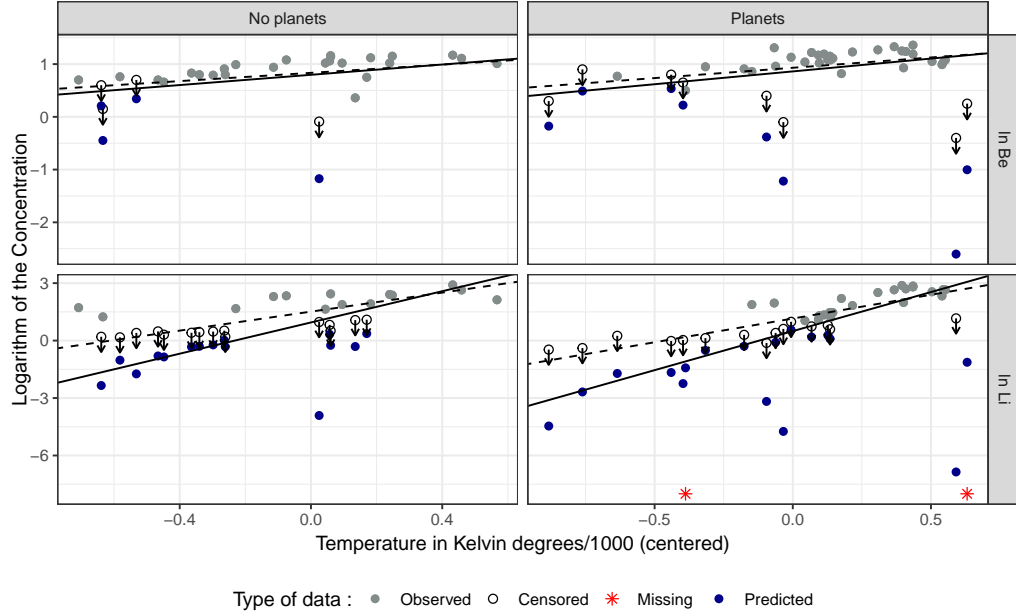 No planets
Planets
1
0
−1
−2
ln Be
Logarithm of the Concentration
3
0
−3
−6
ln Li
−0.4
0.0
0.4
−0.5
0.0
0.5
Temperature in Kelvin degrees/1000 (centered)
Type of data :
Observed
Censored
Missing
Predicted